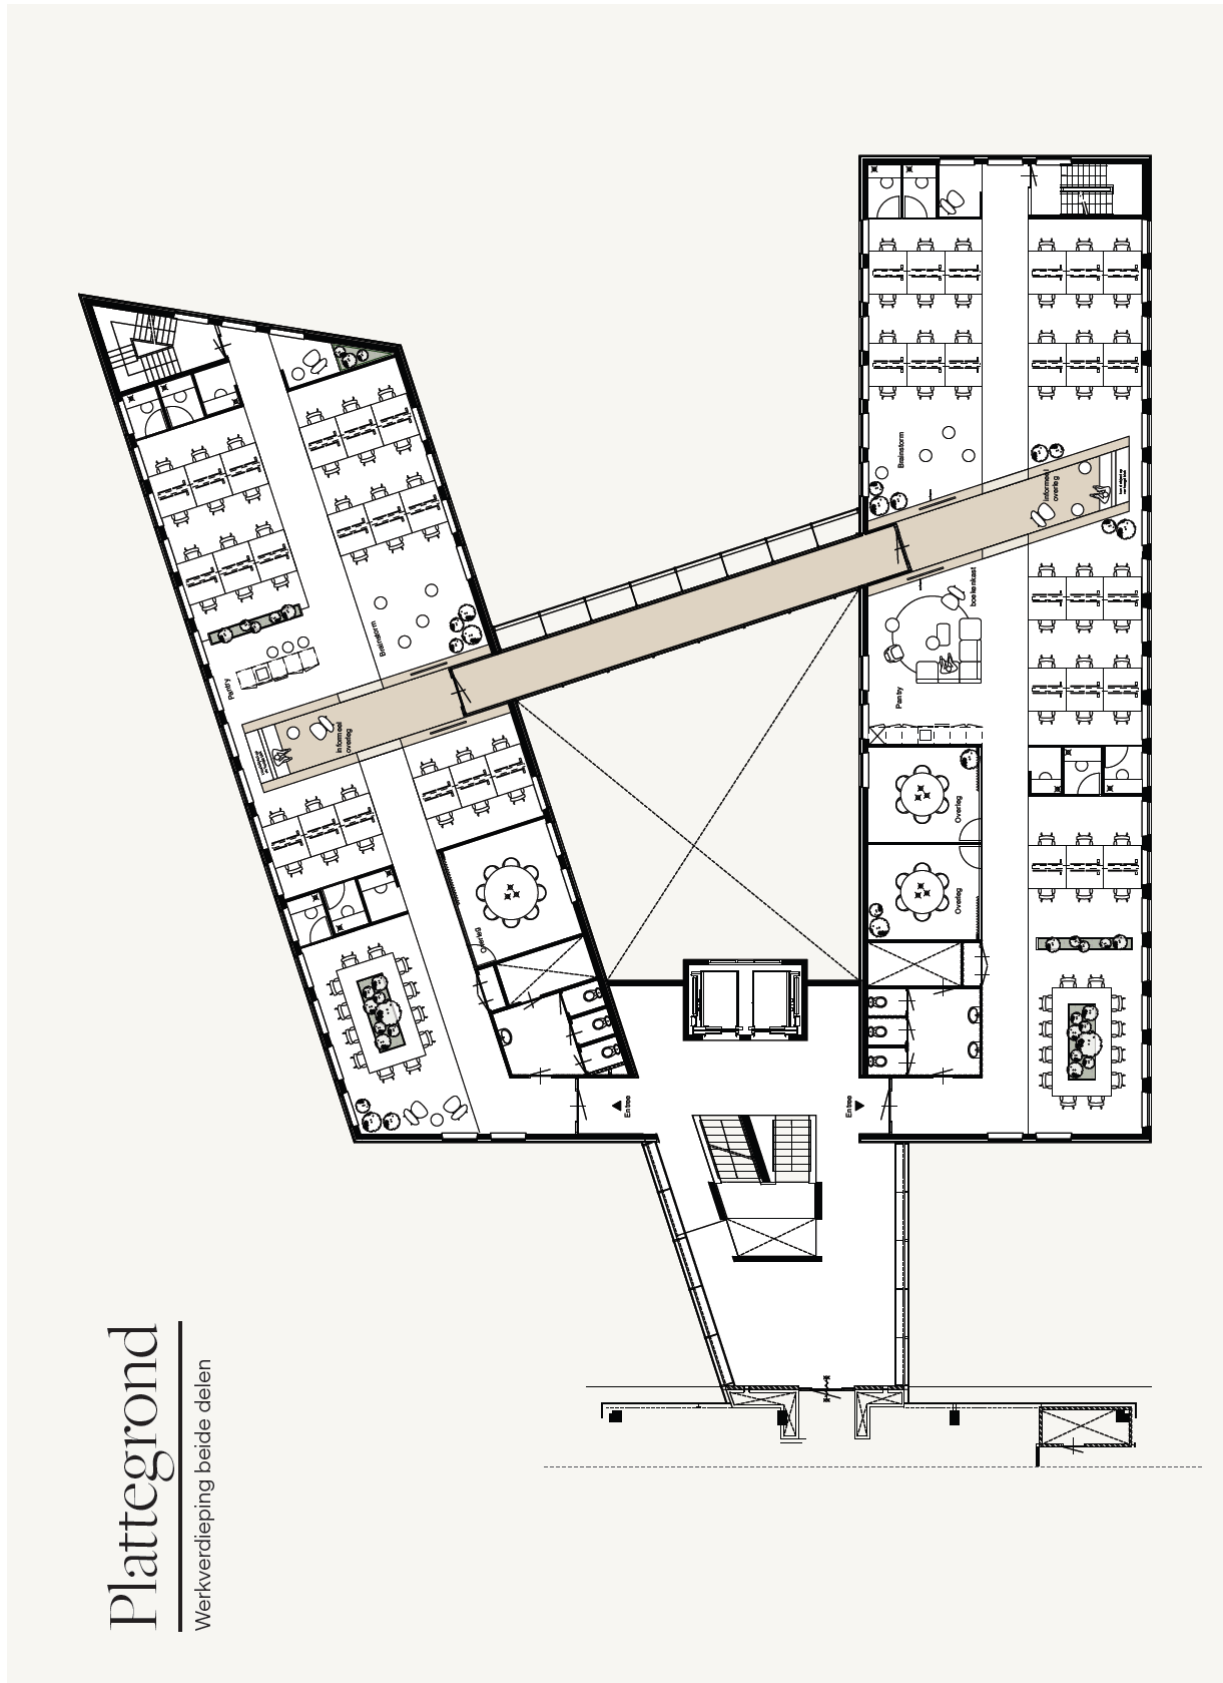 Plattegrond
Werkverdieping beide delen
Pantry
Brainstorm
informeel
overleg
Overleg
Entree
Brainstorm
informeel
overleg
boekenkast
Pantry
Overleg
Overleg
Entree